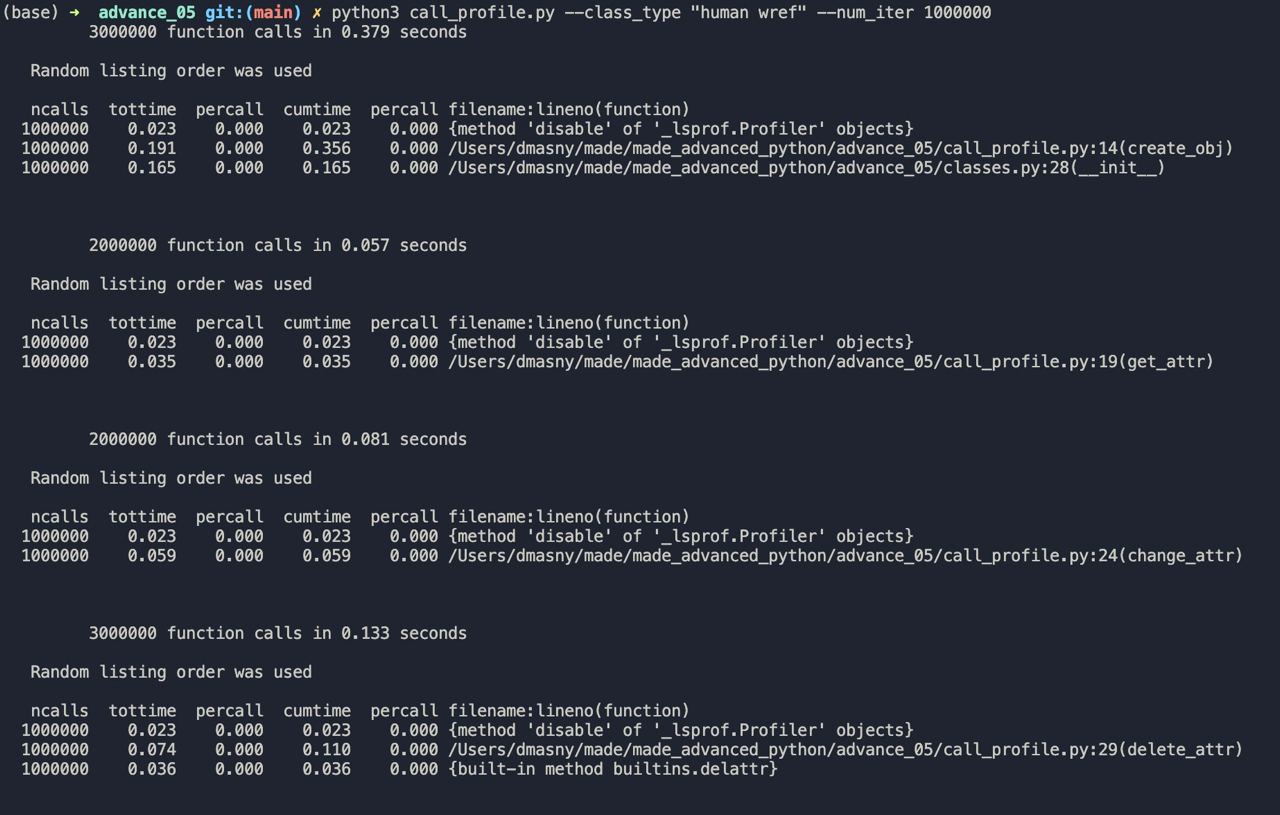 (base) ➜  advance_05 git:(main) ✗ python3 call_profile.py --class_type "human wref" --num_iter 1000000
         3000000 function calls in 0.379 seconds
   Random listing order was used
   ncalls  tottime  percall  cumtime  percall filename:lineno(function)
  1000000    0.023    0.000    0.023    0.000 {method 'disable' of '_lsprof.Profiler' objects}
  1000000    0.191    0.000    0.356    0.000 /Users/dmasny/made/made_advanced_python/advance_05/call_profile.py:14(create_obj)
  1000000    0.165    0.000    0.165    0.000 /Users/dmasny/made/made_advanced_python/advance_05/classes.py:28(__init__)
         2000000 function calls in 0.057 seconds
   Random listing order was used
   ncalls  tottime  percall  cumtime  percall filename:lineno(function)
  1000000    0.023    0.000    0.023    0.000 {method 'disable' of '_lsprof.Profiler' objects}
  1000000    0.035    0.000    0.035    0.000 /Users/dmasny/made/made_advanced_python/advance_05/call_profile.py:19(get_attr)
         2000000 function calls in 0.081 seconds
   Random listing order was used
   ncalls  tottime  percall  cumtime  percall filename:lineno(function)
  1000000    0.023    0.000    0.023    0.000 {method 'disable' of '_lsprof.Profiler' objects}
  1000000    0.059    0.000    0.059    0.000 /Users/dmasny/made/made_advanced_python/advance_05/call_profile.py:24(change_attr)
         3000000 function calls in 0.133 seconds
   Random listing order was used
   ncalls  tottime  percall  cumtime  percall filename:lineno(function)
  1000000    0.023    0.000    0.023    0.000 {method 'disable' of '_lsprof.Profiler' objects}
  1000000    0.074    0.000    0.110    0.000 /Users/dmasny/made/made_advanced_python/advance_05/call_profile.py:29(delete_attr)
  1000000    0.036    0.000    0.036    0.000 {built-in method builtins.delattr}